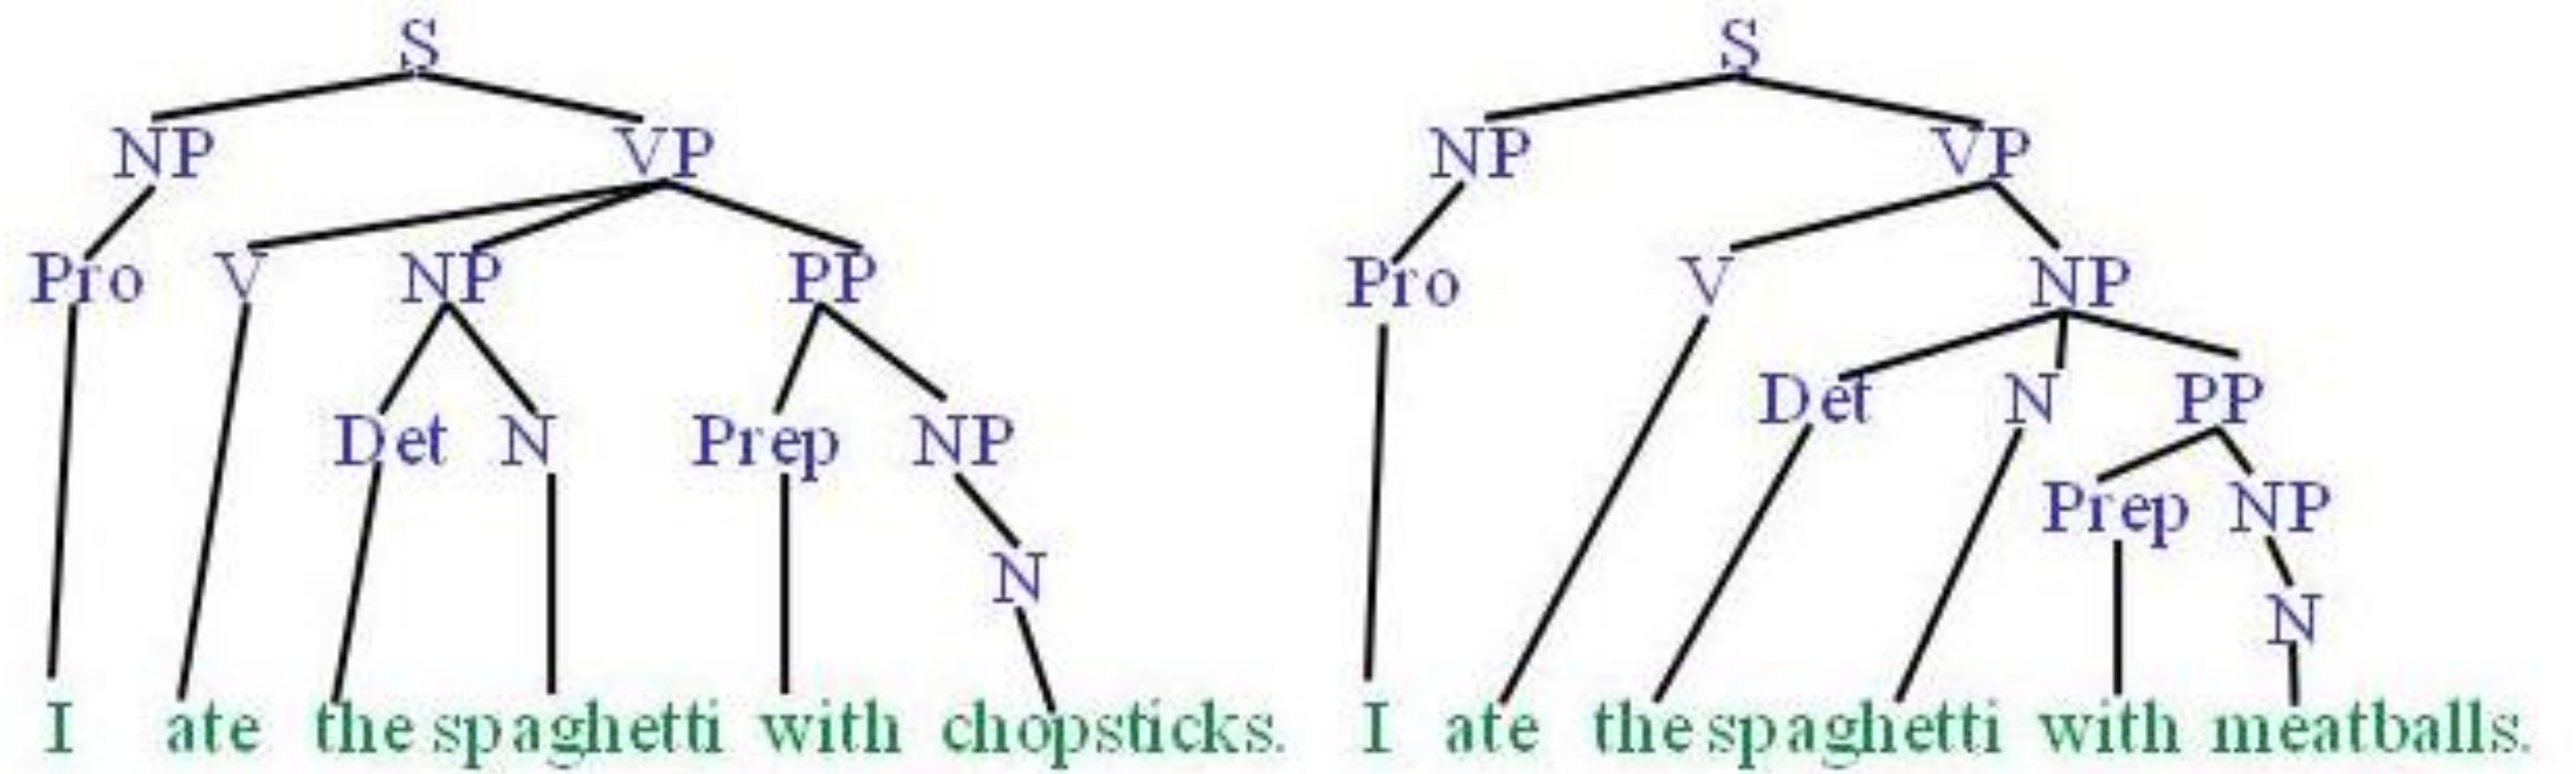 S S
NP VP NP VP
Pro V NP PP Pro V NP
Det N PP
Det N Prep NP
Prep NP
N
N
I ate the spaghetti with chopsticks. I ate the spaghetti with meatballs.